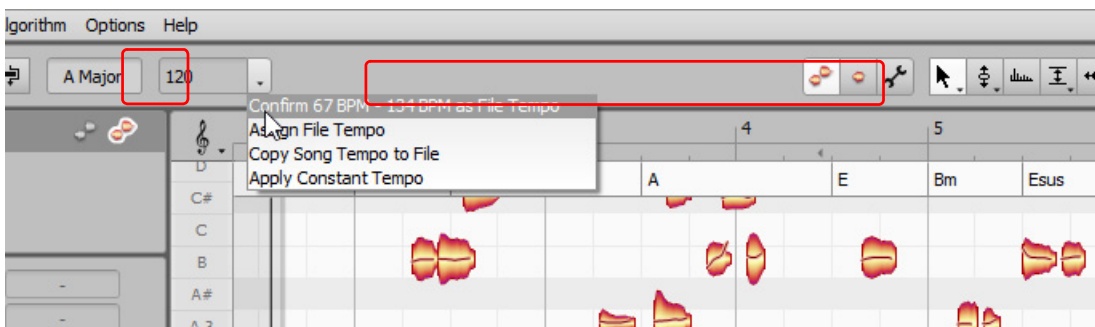 lgorithm Options Help
A Major 120
Confirm 67 BPM - 134 BPM as File Tempo
Assign File Tempo
Copy Song Tempo to File
Apply Constant Tempo
4 5
A E Bm Esus
D
C#
C
B
A#